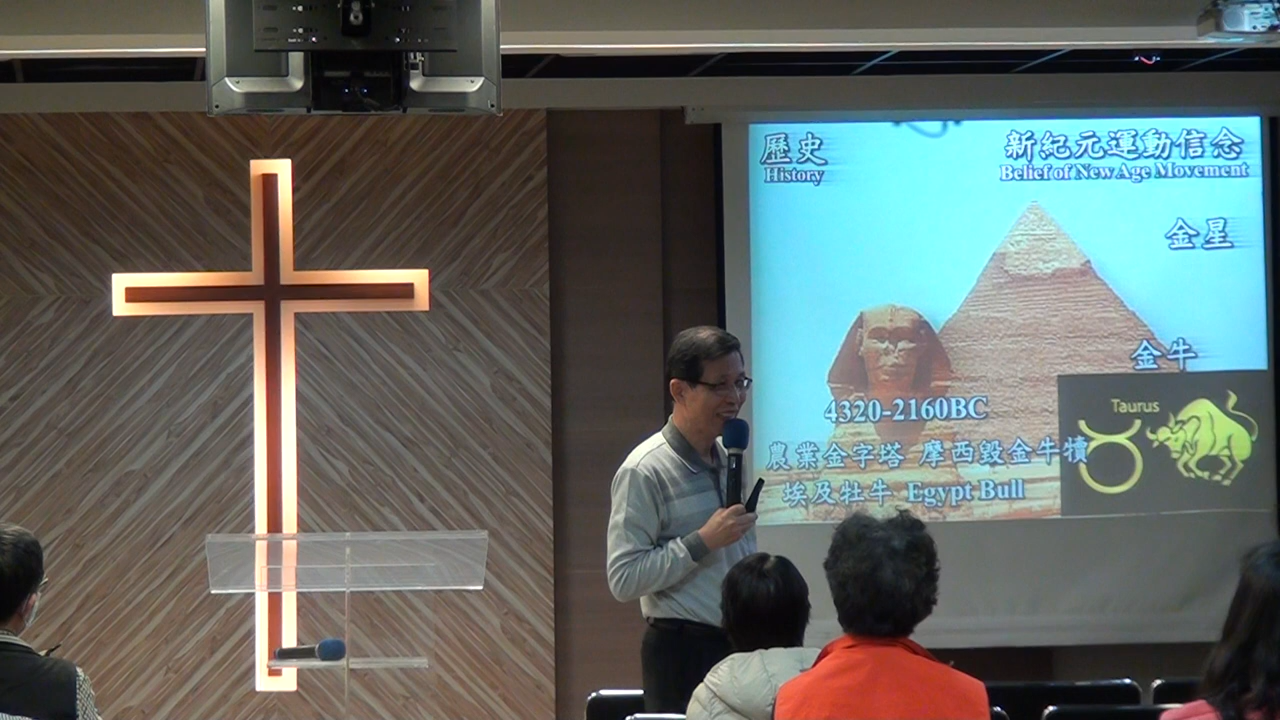 歷史
History
新紀元運動信念
Belief of New Age Movement
金星
金牛
Taurus
4320-2160BC
農業金字塔 摩西毀金牛犢
埃及牡牛 Egypt Bull